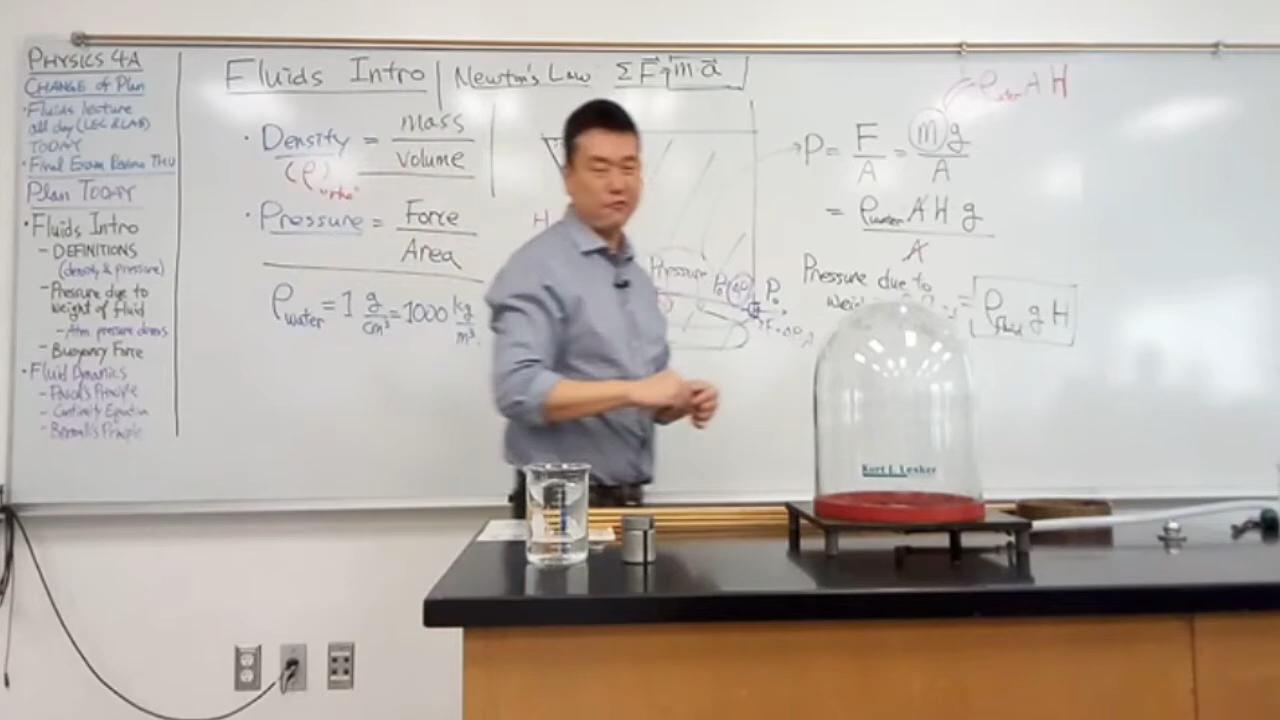 PHYSICS 4A
CHANGE of Plan
• Fluids lecture
all day (LEC & LAB)
TODAY
• Final Exam Review THU
Plan TODAY
• Fluids Intro
- DEFINITIONS
(density & pressure)
- Pressure due to
weight of fluid
- Atm. pressure demos
- Buoyancy Force
• Fluid Dynamics
- Pascal's Principle
- Continuity Equation
- Bernoulli's Principle
Fluids Intro | Newton's Law ΣF⃗ = m·a⃗
• Density = mass / volume
(ρ) "rho"
• Pressure = Force / Area
ρwater = 1 g/cm³ = 1000 kg/m³
H
Pressure
P₀
P = F/A = mg/A
ρwater A H
= ρwater A H g / A
Pressure due to
= ρfluid g H
Kurt J. Lesker